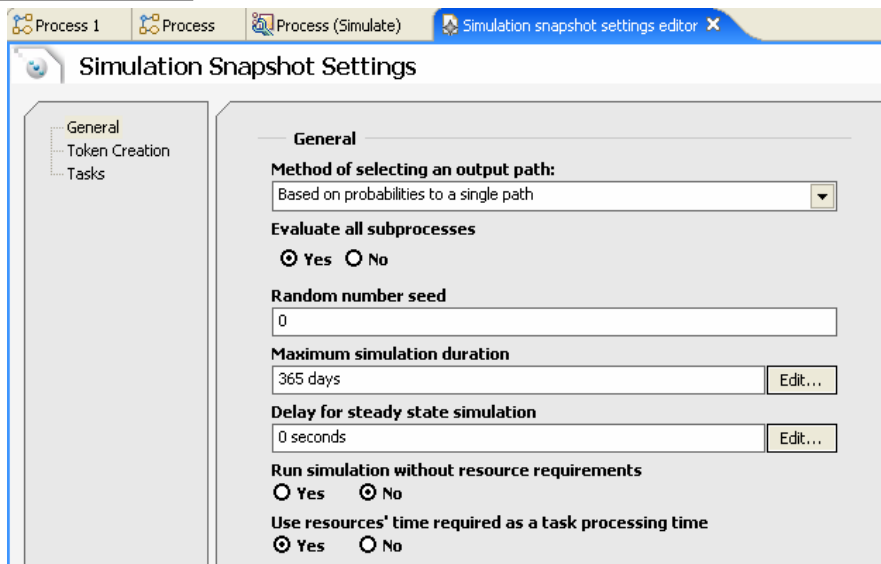 Process 1 Process Process (Simulate) Simulation snapshot settings editor
Simulation Snapshot Settings
General
Token Creation
Tasks
General
Method of selecting an output path:
Based on probabilities to a single path
Evaluate all subprocesses
Yes No
Random number seed
0
Maximum simulation duration
365 days Edit...
Delay for steady state simulation
0 seconds Edit...
Run simulation without resource requirements
Yes No
Use resources' time required as a task processing time
Yes No